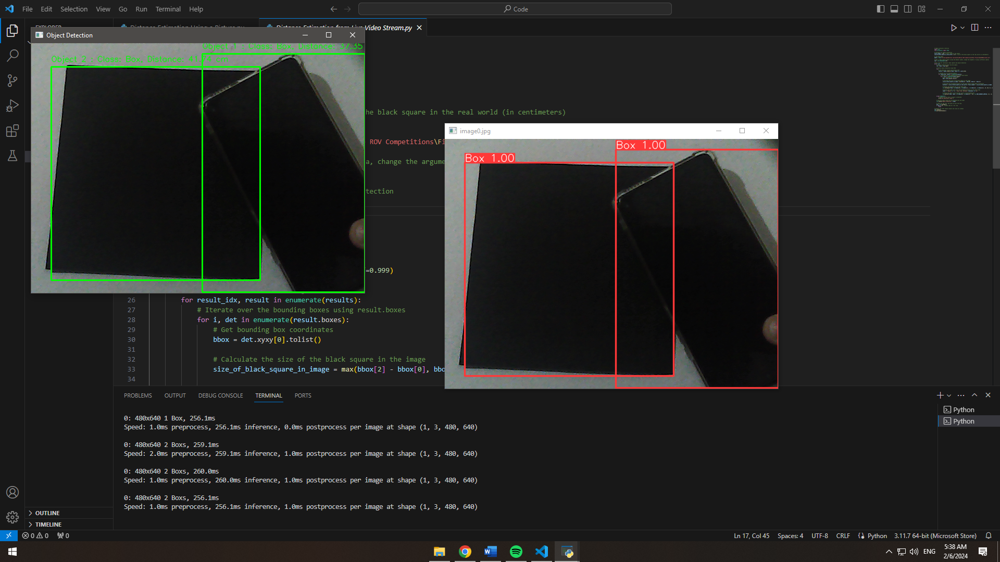 File Edit Selection View Go Run Terminal Help
Code
EXPLORER
Distance Estimation Using a Picture.py
Distance Estimation from Live Video Stream.py
Object Detection
Object 1 : Class: Box, Distance: 37.35
Object 2 : Class: Box, Distance: 41.74 cm
he black square in the real world (in centimeters)
ROV Competitions\Fi
a, change the argume
tection
=0.999)
image0.jpg
Box 1.00
Box 1.00
26 for result_idx, result in enumerate(results):
27 # Iterate over the bounding boxes using result.boxes
28 for i, det in enumerate(result.boxes):
29 # Get bounding box coordinates
30 bbox = det.xyxy[0].tolist()
31
32 # Calculate the size of the black square in the image
33 size_of_black_square_in_image = max(bbox[2] - bbox[0], bbo
34
PROBLEMS OUTPUT DEBUG CONSOLE TERMINAL PORTS
0: 480x640 1 Box, 256.1ms
Speed: 1.0ms preprocess, 256.1ms inference, 0.0ms postprocess per image at shape (1, 3, 480, 640)
0: 480x640 2 Boxs, 259.1ms
Speed: 2.0ms preprocess, 259.1ms inference, 1.0ms postprocess per image at shape (1, 3, 480, 640)
0: 480x640 2 Boxs, 260.0ms
Speed: 1.0ms preprocess, 260.0ms inference, 1.0ms postprocess per image at shape (1, 3, 480, 640)
0: 480x640 2 Boxs, 256.1ms
Speed: 1.0ms preprocess, 256.1ms inference, 1.0ms postprocess per image at shape (1, 3, 480, 640)
Python
Python
OUTLINE
TIMELINE
0 0 0
Ln 17, Col 45 Spaces: 4 UTF-8 CRLF Python 3.11.7 64-bit (Microsoft Store)
ENG
5:38 AM
2/6/2024